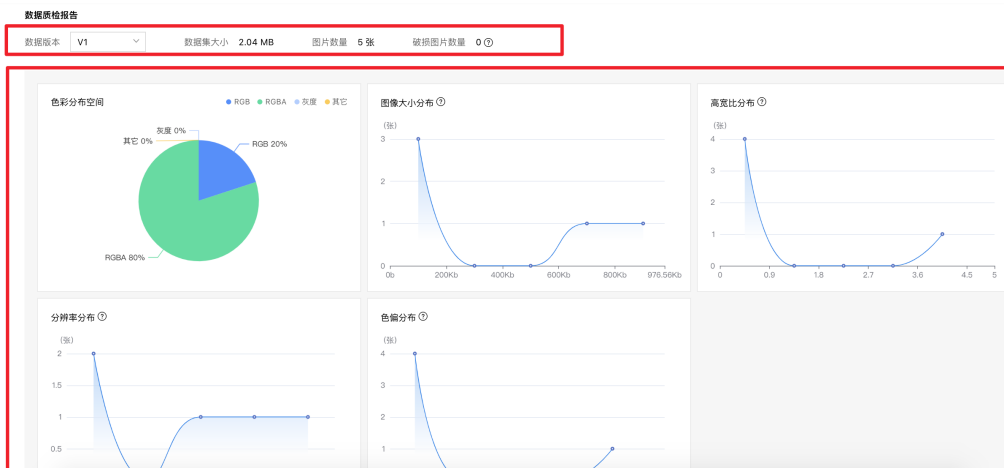 数据质检报告
数据版本 V1 数据集大小 2.04 MB 图片数量 5 张 破损图片数量 0 ?
色彩分布空间 RGB RGBA 灰度 其它
灰度 0%
其它 0%
RGB 20%
RGBA 80%
图像大小分布 ?
(张)
3
2
1
0
0b 200Kb 400Kb 600Kb 800Kb 976.56Kb
高宽比分布 ?
(张)
4
3
2
1
0
0 0.9 1.8 2.7 3.6 4.5 5
分辨率分布 ?
(张)
2
1.5
1
0.5
色偏分布 ?
(张)
4
3
2
1